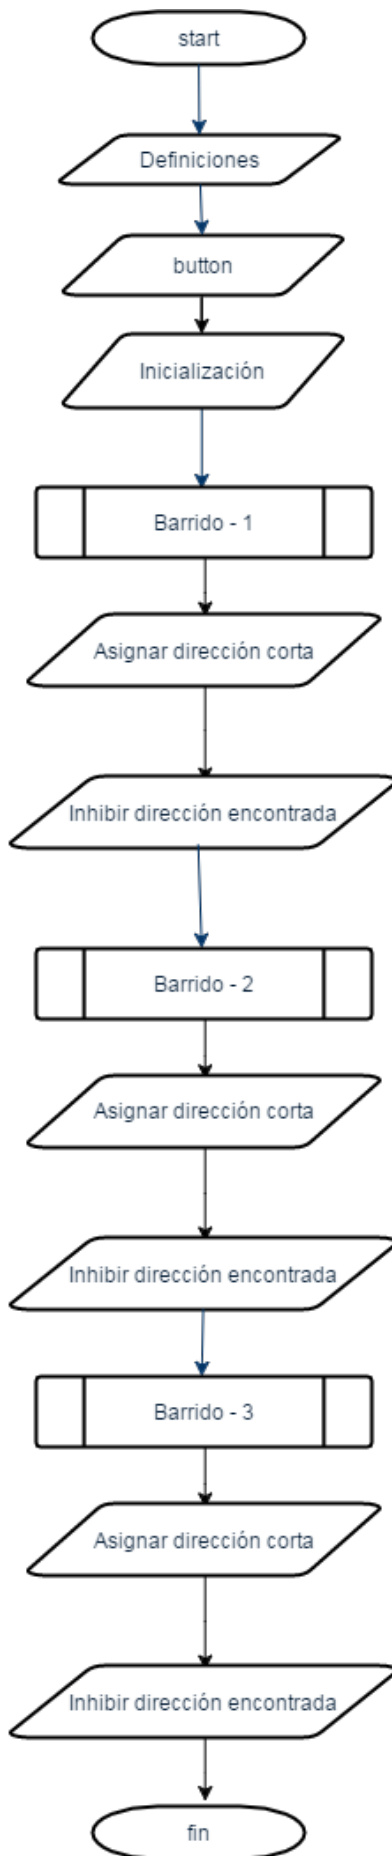 start
Definiciones
button
Inicialización
Barrido - 1
Asignar dirección corta
Inhibir dirección encontrada
Barrido - 2
Asignar dirección corta
Inhibir dirección encontrada
Barrido - 3
Asignar dirección corta
Inhibir dirección encontrada
fin